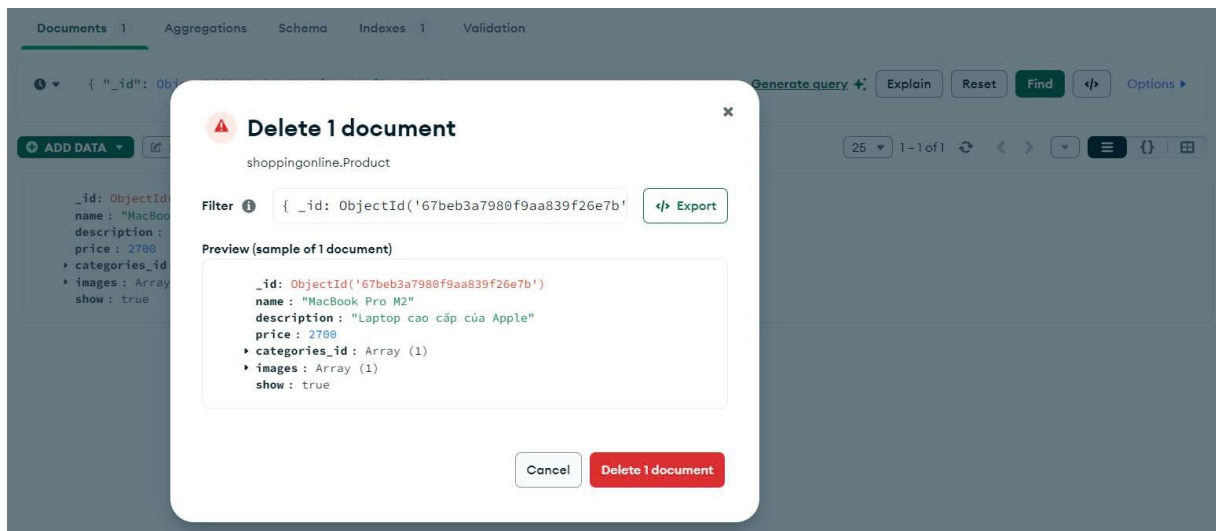 Documents 1 Aggregations Schema Indexes 1 Validation
{ "_id": Obj
Generate query Explain Reset Find </> Options
Delete 1 document
shoppingonline.Product
ADD DATA
25 1-1 of 1 {}
Filter { _id: ObjectId('67beb3a7980f9aa839f26e7b' </> Export
Preview (sample of 1 document)
_id: ObjectId('67beb3a7980f9aa839f26e7b')
name : "MacBook Pro M2"
description : "Laptop cao cấp của Apple"
price : 2700
categories_id : Array (1)
images : Array (1)
show : true
Cancel Delete 1 document
_id: ObjectId
name : "MacBoo
description :
price : 2700
categories_id
images : Array
show : true